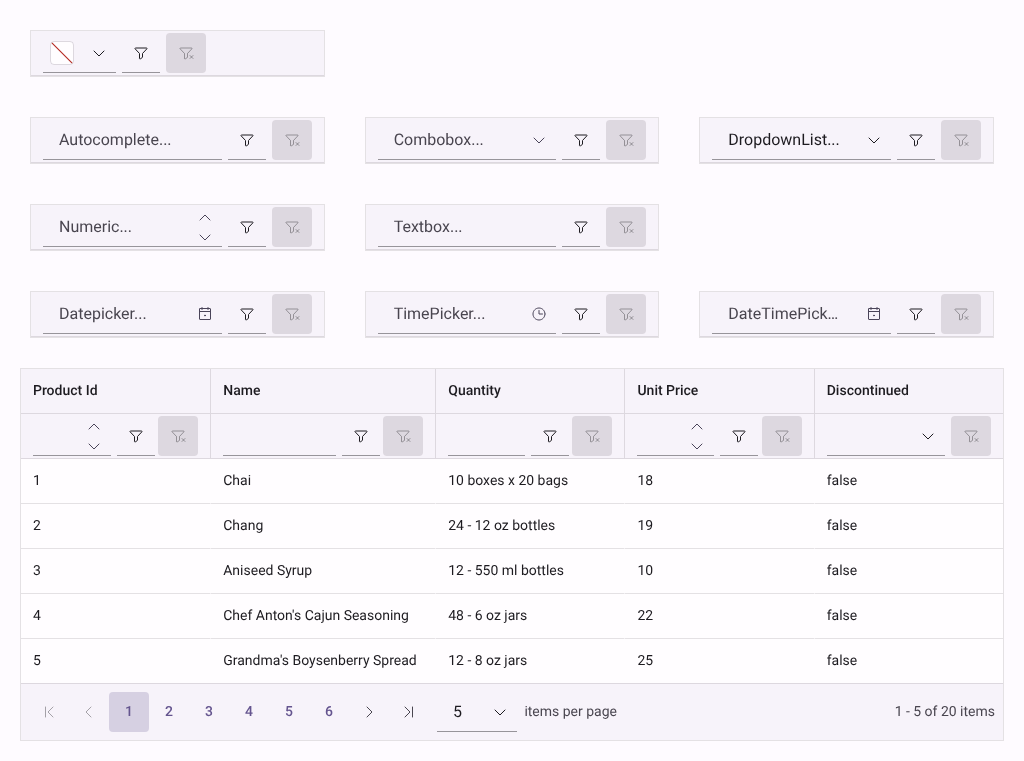 Autocomplete... Combobox... DropdownList...
Numeric... Textbox...
Datepicker... TimePicker... DateTimePick...
Product Id Name Quantity Unit Price Discontinued
1 Chai 10 boxes x 20 bags 18 false
2 Chang 24 - 12 oz bottles 19 false
3 Aniseed Syrup 12 - 550 ml bottles 10 false
4 Chef Anton's Cajun Seasoning 48 - 6 oz jars 22 false
5 Grandma's Boysenberry Spread 12 - 8 oz jars 25 false
1 2 3 4 5 6 5 items per page 1 - 5 of 20 items